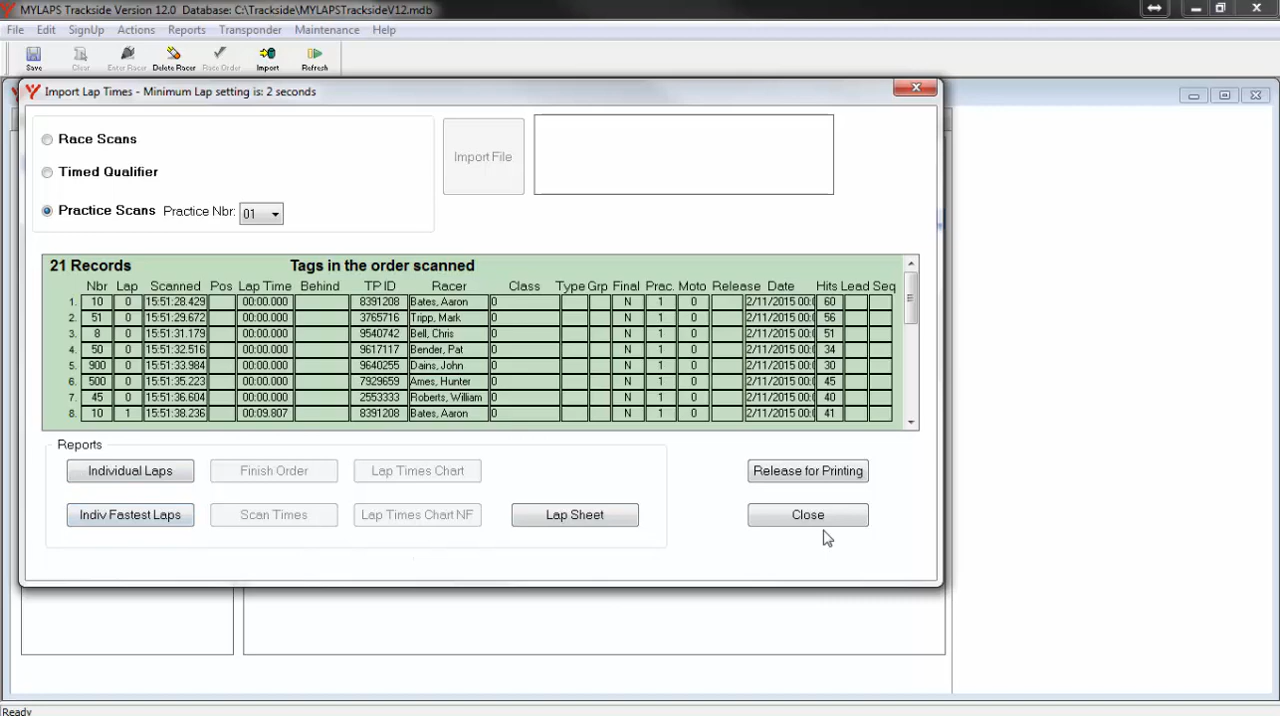 MYLAPS Trackside Version 12.0  Database: C:\Trackside\MYLAPSTracksideV12.mdb
File Edit SignUp Actions Reports Transponder Maintenance Help
Save Clear Enter Racer Delete Racer Race Order Import Refresh
Import Lap Times - Minimum Lap setting is: 2 seconds
Race Scans
Timed Qualifier
Practice Scans Practice Nbr: 01
Import File
21 Records Tags in the order scanned
Nbr Lap Scanned Pos Lap Time Behind TP ID Racer Class Type Grp Final Prac. Moto Release Date Hits Lead Seq
1. 10 0 15:51:28.429 00:00.000 8391208 Bates, Aaron 0 N 1 0 2/11/2015 00: 60
2. 51 0 15:51:29.672 00:00.000 3765716 Tripp, Mark 0 N 1 0 2/11/2015 00: 56
3. 8 0 15:51:31.179 00:00.000 9540742 Bell, Chris 0 N 1 0 2/11/2015 00: 51
4. 50 0 15:51:32.516 00:00.000 9617117 Bender, Pat 0 N 1 0 2/11/2015 00: 34
5. 900 0 15:51:33.984 00:00.000 9640255 Dains, John 0 N 1 0 2/11/2015 00: 30
6. 500 0 15:51:35.223 00:00.000 7929659 Ames, Hunter 0 N 1 0 2/11/2015 00: 45
7. 45 0 15:51:36.604 00:00.000 2553333 Roberts, William 0 N 1 0 2/11/2015 00: 40
8. 10 1 15:51:38.236 00:09.807 8391208 Bates, Aaron 0 N 1 0 2/11/2015 00: 41
Reports
Individual Laps Finish Order Lap Times Chart Release for Printing
Indiv Fastest Laps Scan Times Lap Times Chart NF Lap Sheet Close
Ready